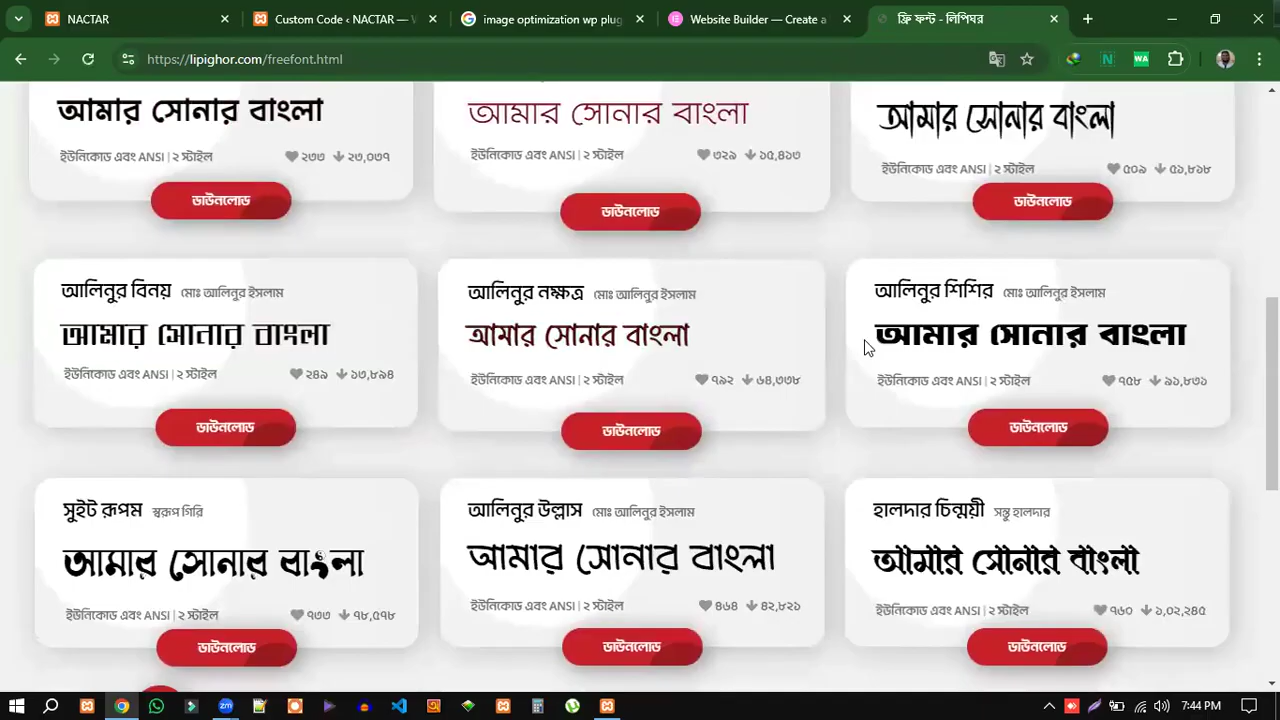 NACTAR
Custom Code ‹ NACTAR — W
image optimization wp plug
Website Builder — Create a
ফ্রি ফন্ট - লিপিঘর
https://lipighor.com/freefont.html
আমার সোনার বাংলা
ইউনিকোড এবং ANSI | ২ স্টাইল
২৩৩ ২৩,০৩৭
ডাউনলোড
আমার সোনার বাংলা
ইউনিকোড এবং ANSI | ২ স্টাইল
৩২৯ ১৫,৪১৩
ডাউনলোড
আমার সোনার বাংলা
ইউনিকোড এবং ANSI | ২ স্টাইল
৫০৯ ৫১,৮১৮
ডাউনলোড
আলিনুর বিনয় মোঃ আলিনুর ইসলাম
আমার সোনার বাংলা
ইউনিকোড এবং ANSI | ২ স্টাইল
২৪৯ ১৩,৮৯৪
ডাউনলোড
আলিনুর নক্ষত্র মোঃ আলিনুর ইসলাম
আমার সোনার বাংলা
ইউনিকোড এবং ANSI | ২ স্টাইল
৭৯২ ৬৪,৩৩৮
ডাউনলোড
আলিনুর শিশির মোঃ আলিনুর ইসলাম
আমার সোনার বাংলা
ইউনিকোড এবং ANSI | ২ স্টাইল
৭৫৮ ৯১,৮৩১
ডাউনলোড
সুইট রূপম স্বরূপ গিরি
আমার সোনার বাংলা
ইউনিকোড এবং ANSI | ২ স্টাইল
৭৩৩ ৭৮,৫৭৮
ডাউনলোড
আলিনুর উল্লাস মোঃ আলিনুর ইসলাম
আমার সোনার বাংলা
ইউনিকোড এবং ANSI | ২ স্টাইল
৪৬৪ ৪২,৮২১
ডাউনলোড
হালদার চিন্ময়ী সন্তু হালদার
আমার সোনার বাংলা
ইউনিকোড এবং ANSI | ২ স্টাইল
৭৬০ ১,০২,২৪৫
ডাউনলোড
7:44 PM